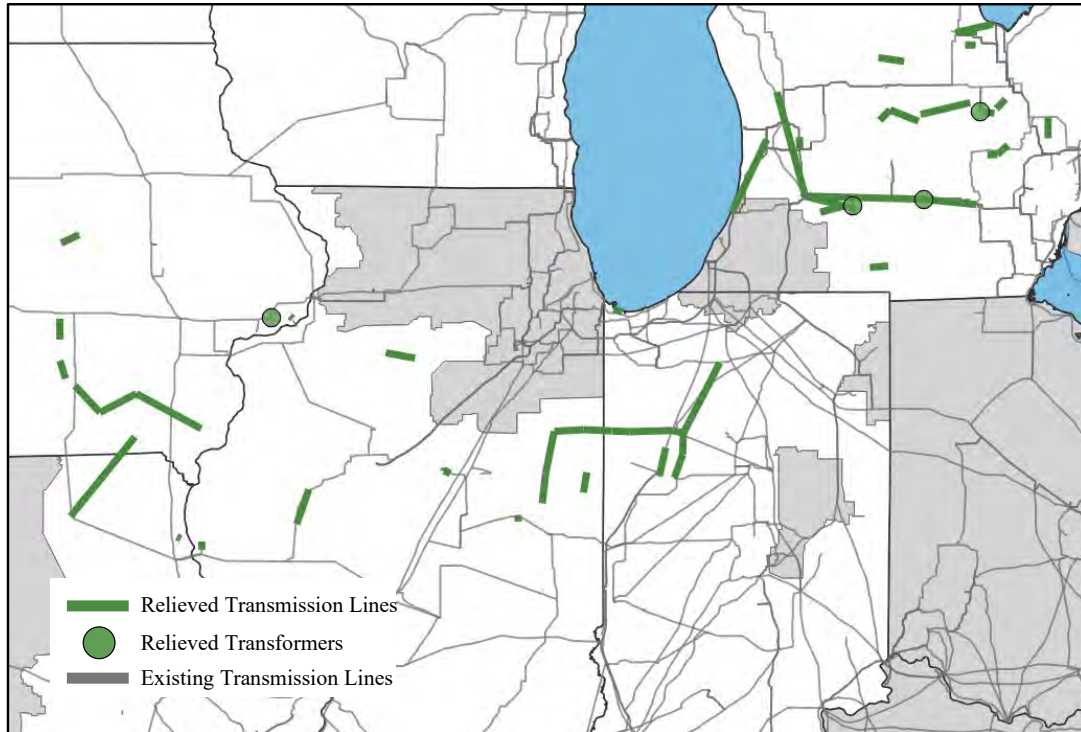 Relieved Transmission Lines
Relieved Transformers
Existing Transmission Lines